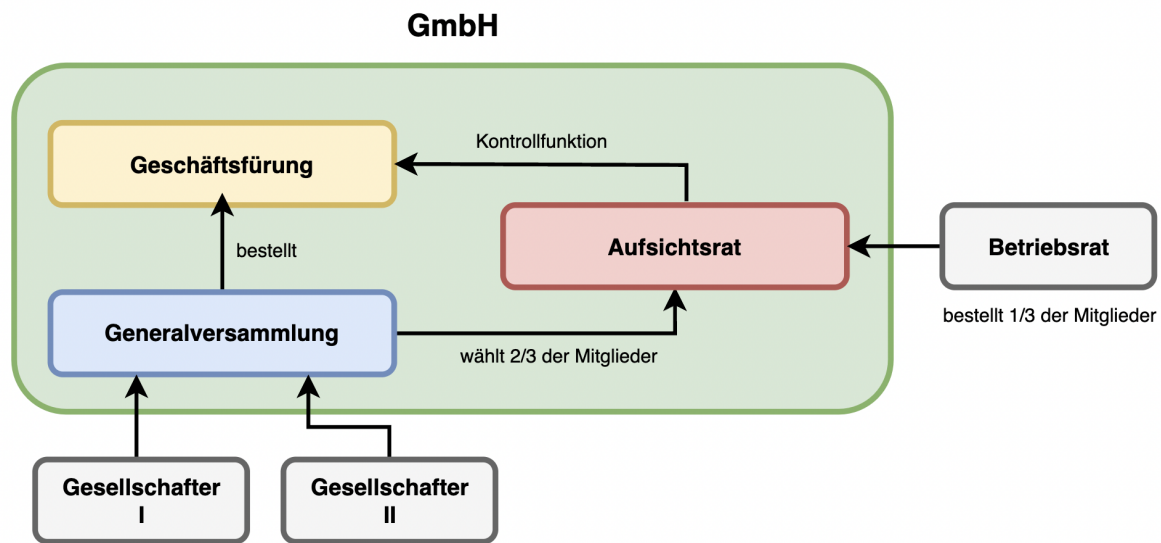 GmbH
Geschäftsfürung
Kontrollfunktion
bestellt
Aufsichtsrat
Betriebsrat
bestellt 1/3 der Mitglieder
Generalversammlung
wählt 2/3 der Mitglieder
Gesellschafter
I
Gesellschafter
II